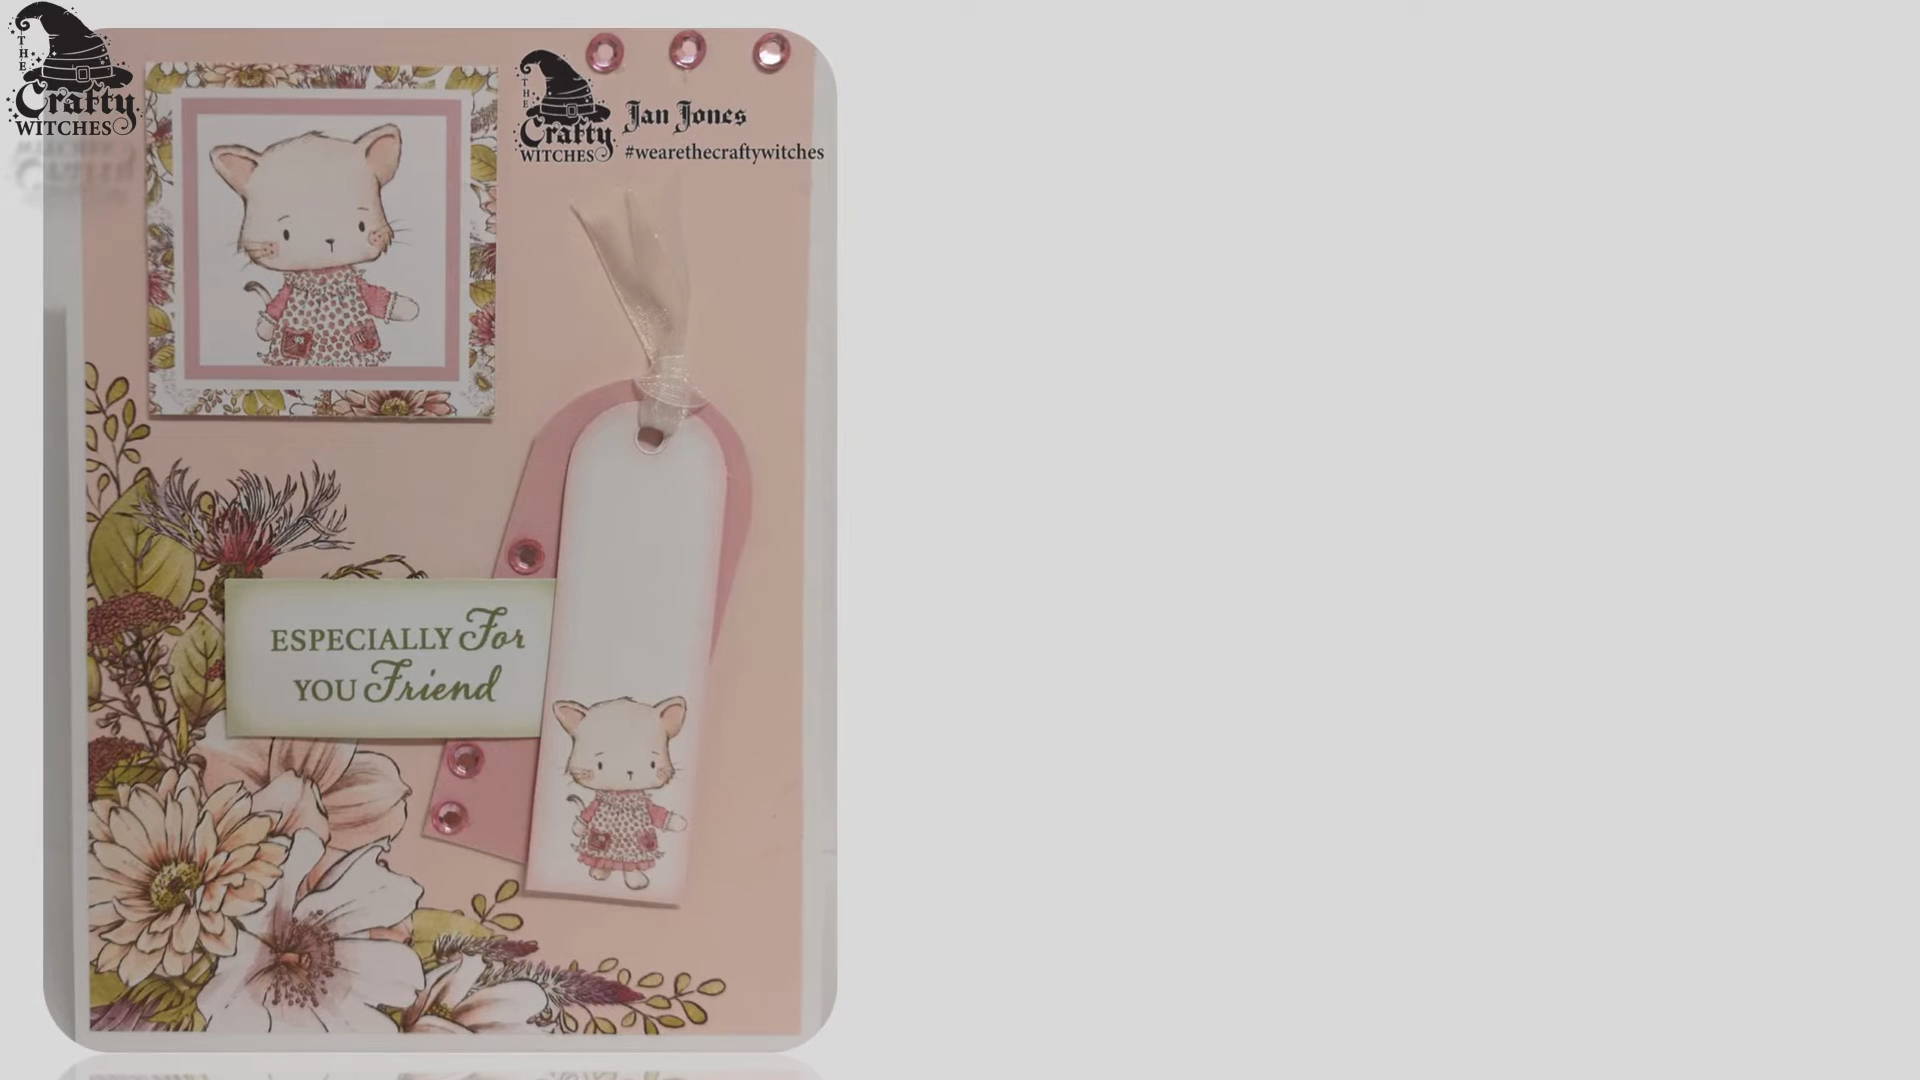 THE
Crafty
WITCHES
THE
Crafty
WITCHES
Jan Jones
#wearethecraftywitches
ESPECIALLY For
YOU Friend